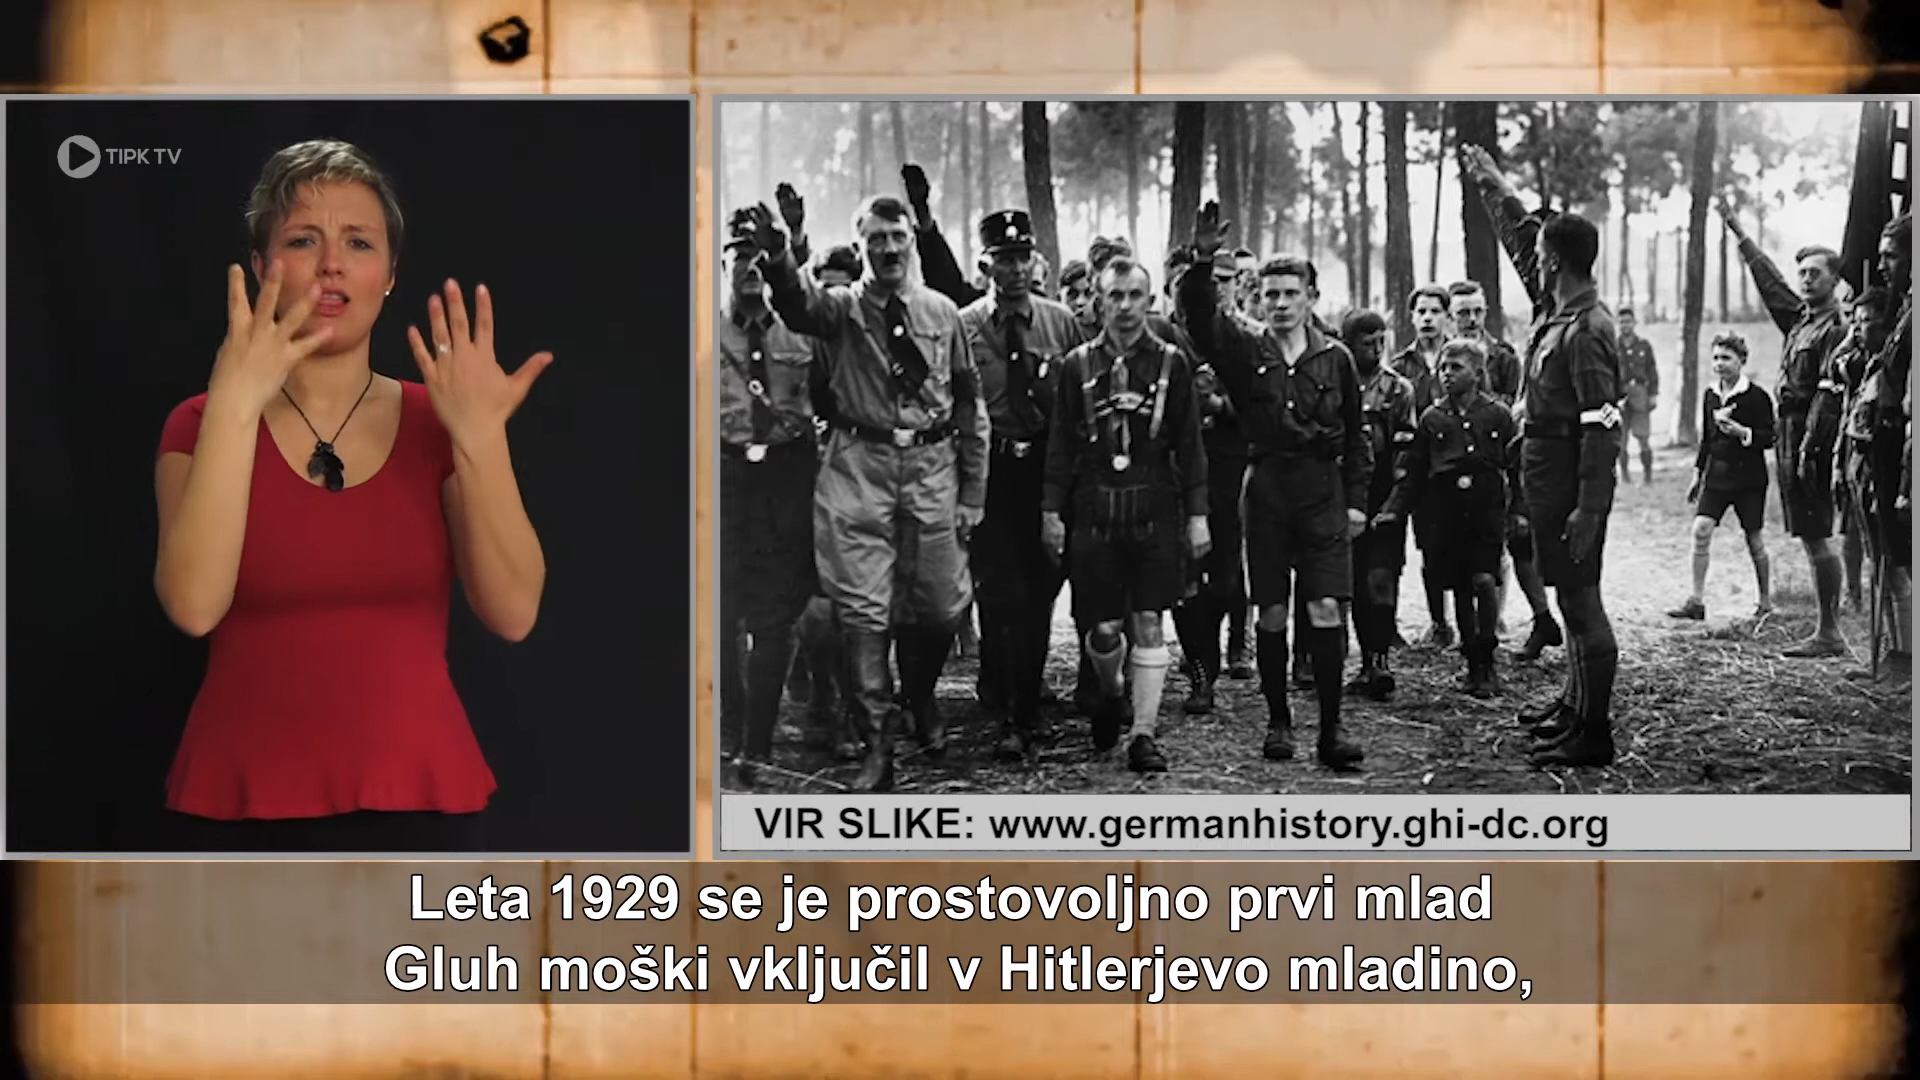 TIPK TV
VIR SLIKE: www.germanhistory.ghi-dc.org
Leta 1929 se je prostovoljno prvi mlad
Gluh moški vključil v Hitlerjevo mladino,